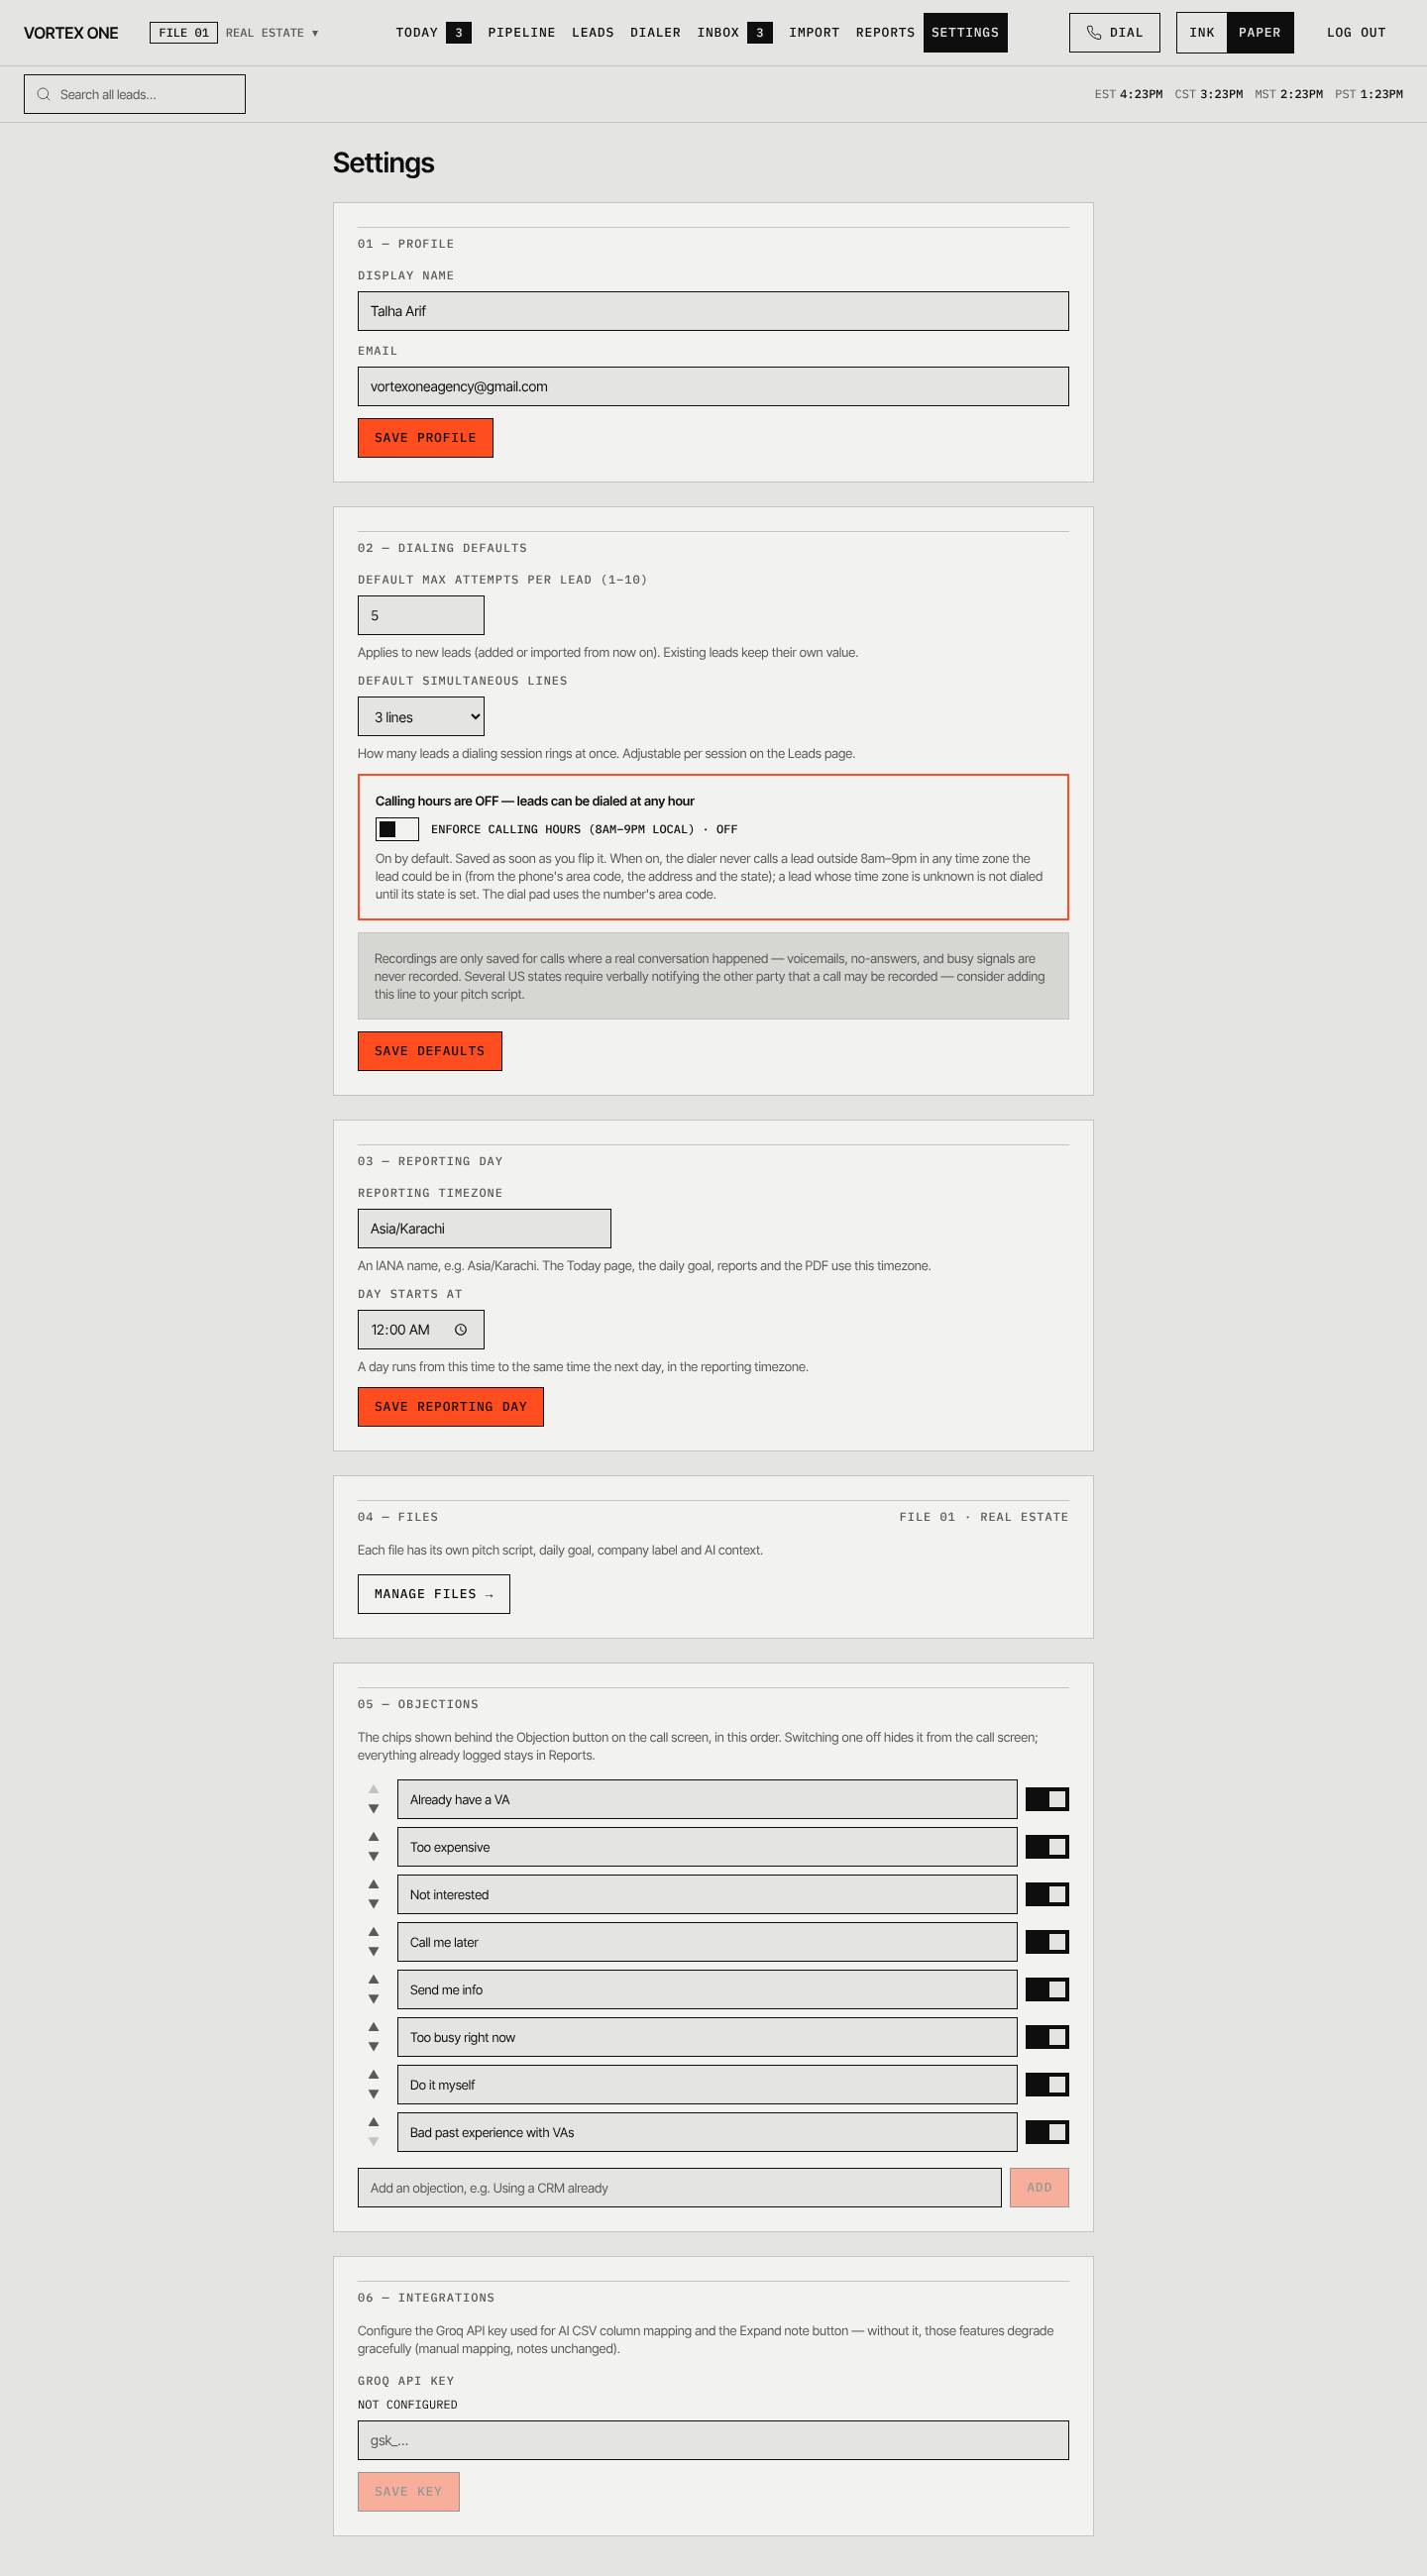 VORTEX ONE
FILE 01 REAL ESTATE ▾
TODAY 3 PIPELINE LEADS DIALER INBOX 3 IMPORT REPORTS SETTINGS
DIAL
INK PAPER
LOG OUT
Search all leads...
EST 4:23PM CST 3:23PM MST 2:23PM PST 1:23PM
Settings
01 — PROFILE
DISPLAY NAME
Talha Arif
EMAIL
vortexoneagency@gmail.com
SAVE PROFILE
02 — DIALING DEFAULTS
DEFAULT MAX ATTEMPTS PER LEAD (1–10)
5
Applies to new leads (added or imported from now on). Existing leads keep their own value.
DEFAULT SIMULTANEOUS LINES
3 lines
How many leads a dialing session rings at once. Adjustable per session on the Leads page.
Calling hours are OFF — leads can be dialed at any hour
ENFORCE CALLING HOURS (8AM–9PM LOCAL) · OFF
On by default. Saved as soon as you flip it. When on, the dialer never calls a lead outside 8am–9pm in any time zone the
lead could be in (from the phone's area code, the address and the state); a lead whose time zone is unknown is not dialed
until its state is set. The dial pad uses the number's area code.
Recordings are only saved for calls where a real conversation happened — voicemails, no-answers, and busy signals are
never recorded. Several US states require verbally notifying the other party that a call may be recorded — consider adding
this line to your pitch script.
SAVE DEFAULTS
03 — REPORTING DAY
REPORTING TIMEZONE
Asia/Karachi
An IANA name, e.g. Asia/Karachi. The Today page, the daily goal, reports and the PDF use this timezone.
DAY STARTS AT
12:00 AM
A day runs from this time to the same time the next day, in the reporting timezone.
SAVE REPORTING DAY
04 — FILES
FILE 01 · REAL ESTATE
Each file has its own pitch script, daily goal, company label and AI context.
MANAGE FILES →
05 — OBJECTIONS
The chips shown behind the Objection button on the call screen, in this order. Switching one off hides it from the call screen;
everything already logged stays in Reports.
Already have a VA
Too expensive
Not interested
Call me later
Send me info
Too busy right now
Do it myself
Bad past experience with VAs
Add an objection, e.g. Using a CRM already
ADD
06 — INTEGRATIONS
Configure the Groq API key used for AI CSV column mapping and the Expand note button — without it, those features degrade
gracefully (manual mapping, notes unchanged).
GROQ API KEY
NOT CONFIGURED
gsk_...
SAVE KEY